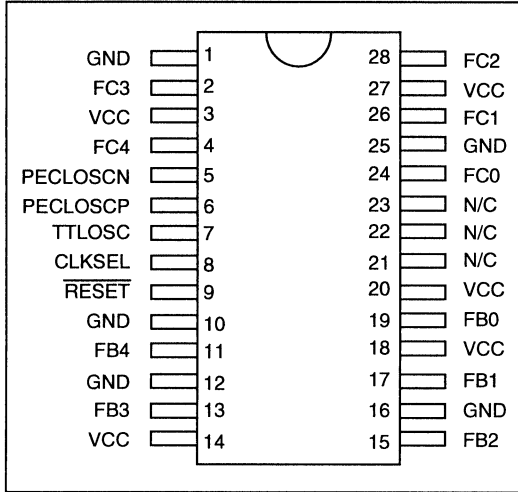 GND 1 28 FC2
FC3 2 27 VCC
VCC 3 26 FC1
FC4 4 25 GND
PECLOSCN 5 24 FC0
PECLOSCP 6 23 N/C
TTLOSC 7 22 N/C
CLKSEL 8 21 N/C
RESET 9 20 VCC
GND 10 19 FB0
FB4 11 18 VCC
GND 12 17 FB1
FB3 13 16 GND
VCC 14 15 FB2